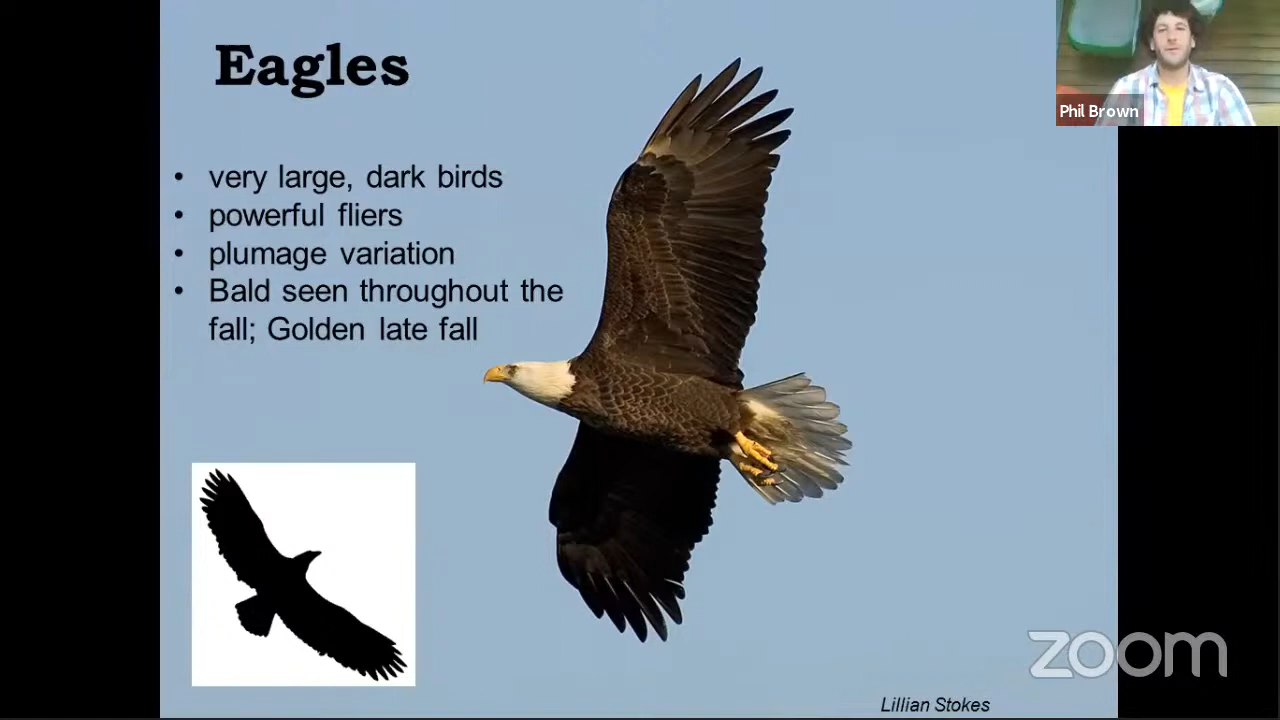 Eagles
• very large, dark birds
• powerful fliers
• plumage variation
• Bald seen throughout the
fall; Golden late fall
Phil Brown
zoom
Lillian Stokes